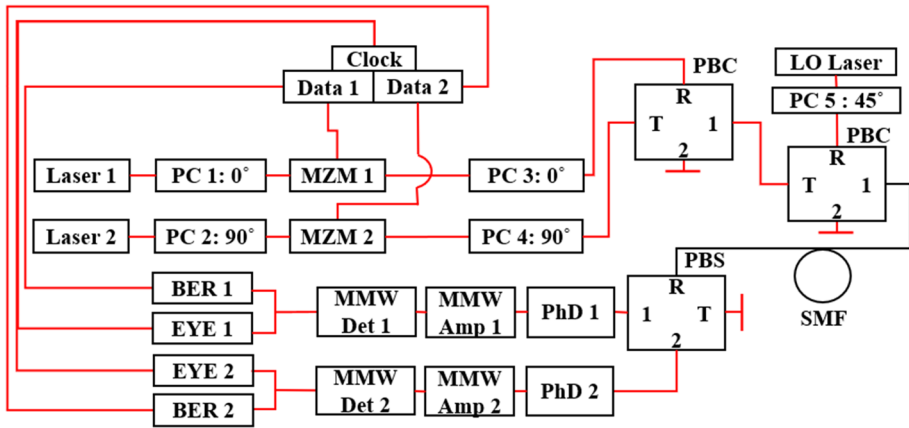 Clock
Data 1
Data 2
PBC
R
T
1
2
LO Laser
PC 5 : 45°
PBC
R
T
1
2
Laser 1
PC 1: 0°
MZM 1
PC 3: 0°
Laser 2
PC 2: 90°
MZM 2
PC 4: 90°
PBS
R
1
T
2
SMF
BER 1
EYE 1
MMW
Det 1
MMW
Amp 1
PhD 1
EYE 2
BER 2
MMW
Det 2
MMW
Amp 2
PhD 2